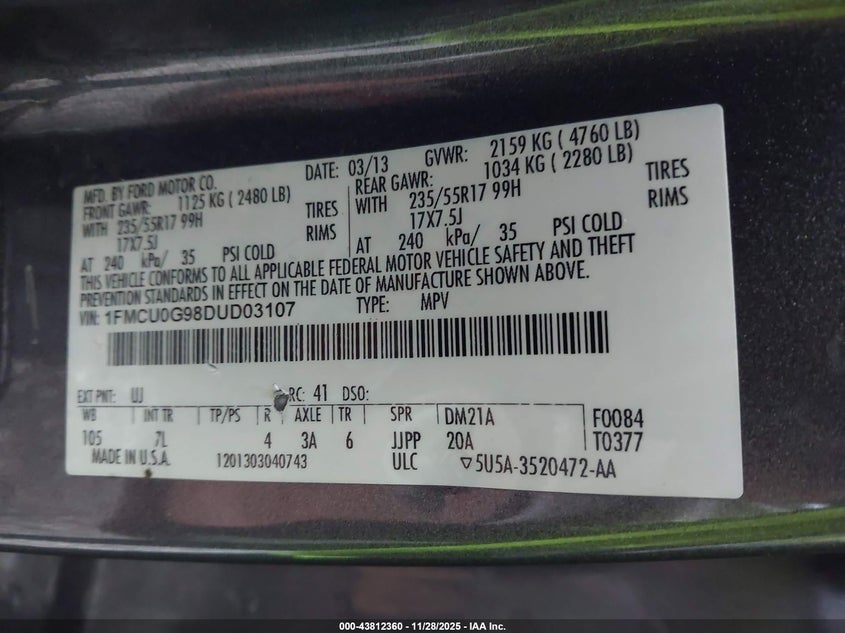 MFD. BY FORD MOTOR CO. DATE: 03/13 GVWR: 2159 KG ( 4760 LB)
FRONT GAWR: 1125 KG ( 2480 LB) REAR GAWR: 1034 KG ( 2280 LB)
WITH 235/55R17 99H TIRES WITH 235/55R17 99H TIRES
17X7.5J RIMS 17X7.5J RIMS
AT 240 kPa/ 35 PSI COLD AT 240 kPa/ 35 PSI COLD
THIS VEHICLE CONFORMS TO ALL APPLICABLE FEDERAL MOTOR VEHICLE SAFETY AND THEFT
PREVENTION STANDARDS IN EFFECT ON THE DATE OF MANUFACTURE SHOWN ABOVE.
VIN: 1FMCU0G98DUD03107 TYPE: MPV
EXT PNT: UJ RC: 41 DSO:
WB INT TR TP/PS R AXLE TR SPR DM21A F0084
105 7L 4 3A 6 JJPP 20A T0377
MADE IN U.S.A. 1201303040743 ULC ▽5U5A-3520472-AA
000-43812360 - 11/28/2025 - IAA Inc.